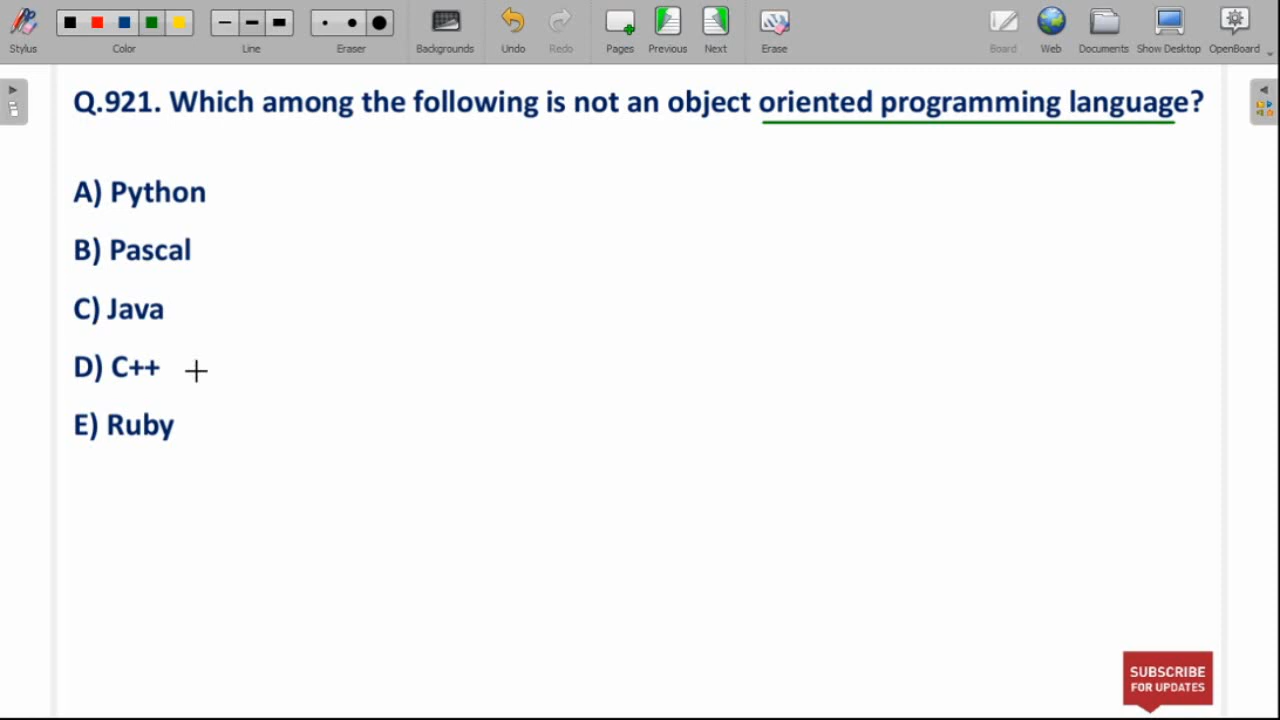 Stylus
Color
Line
Eraser
Backgrounds
Undo
Redo
Pages
Previous
Next
Erase
Board
Web
Documents
Show Desktop
OpenBoard
Q.921. Which among the following is not an object oriented programming language?
A) Python
B) Pascal
C) Java
D) C++
E) Ruby
SUBSCRIBE
FOR UPDATES